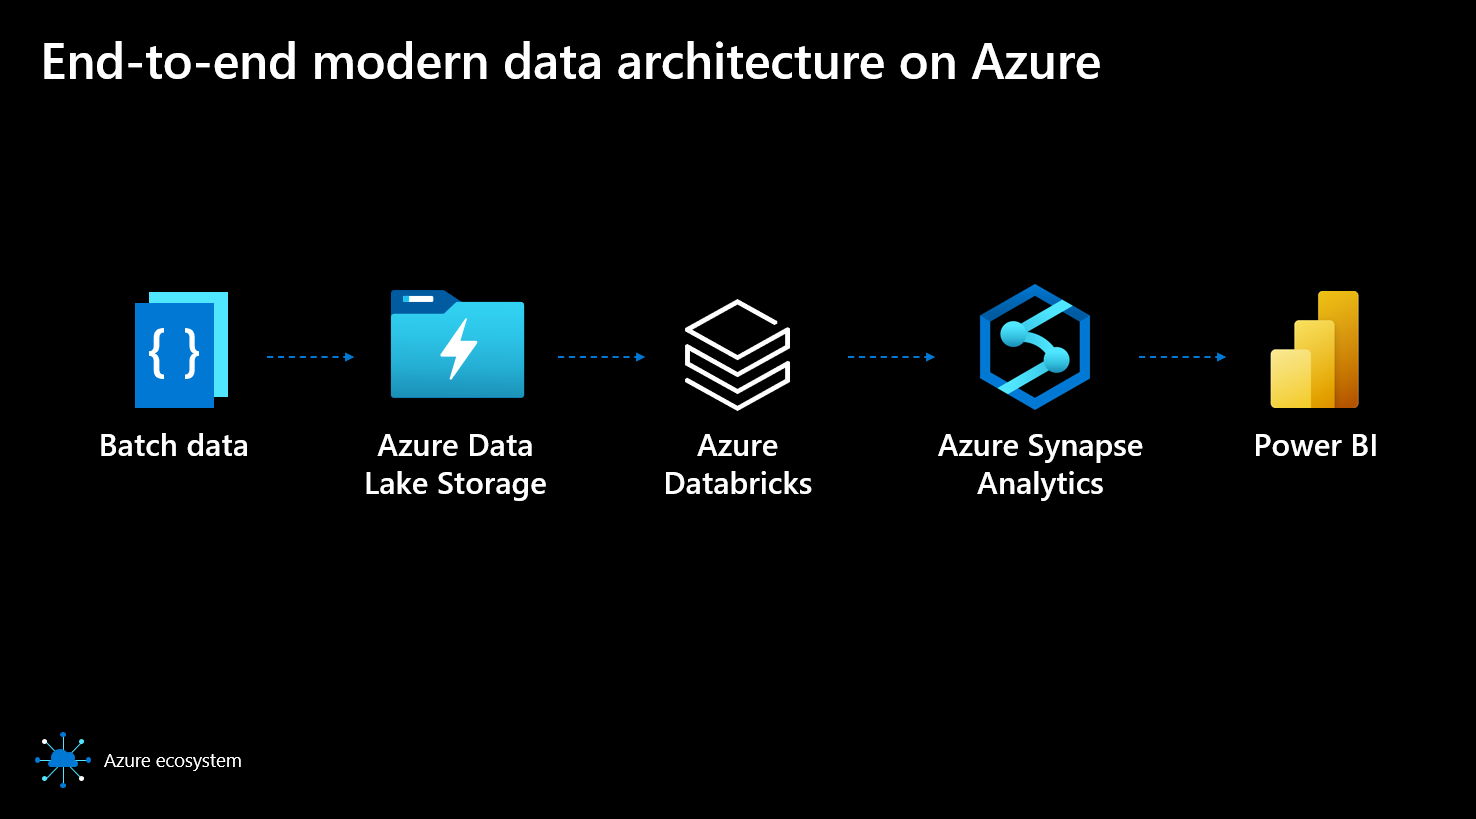 End-to-end modern data architecture on Azure
{ }
Batch data
Azure Data
Lake Storage
Azure
Databricks
Azure Synapse
Analytics
Power BI
Azure ecosystem